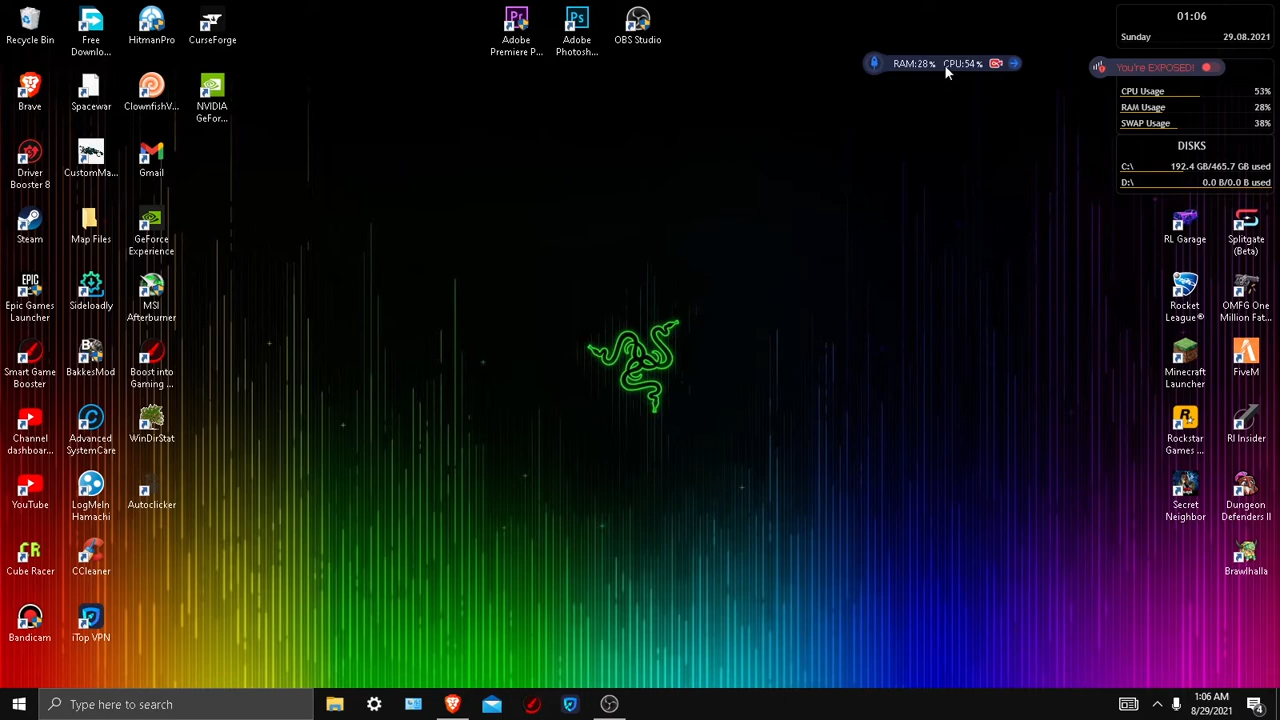 Recycle Bin
Free
Downlo...
HitmanPro
CurseForge
Pr
Adobe
Premiere P...
Ps
Adobe
Photosh...
OBS Studio
RAM:28% CPU:54%
01:06
Sunday 29.08.2021
You're EXPOSED!
CPU Usage 53%
RAM Usage 28%
SWAP Usage 38%
DISKS
C:\ 192.4 GB/465.7 GB used
D:\ 0.0 B/0.0 B used
Brave
Spacewar
ClownfishV...
NVIDIA
GeFor...
Driver
Booster 8
CustomMa...
Gmail
Steam
Map Files
GeForce
Experience
RL Garage
Splitgate
(Beta)
EPIC
Epic Games
Launcher
Sideloadly
MSI
Afterburner
Rocket
League®
OMFG One
Million Fat...
Smart Game
Booster
BakkesMod
Boost into
Gaming ...
Minecraft
Launcher
FiveM
Channel
dashboar...
Advanced
SystemCare
WinDirStat
R
Rockstar
Games ...
RI Insider
YouTube
LogMeIn
Hamachi
Autoclicker
Secret
Neighbor
Dungeon
Defenders II
CR
Cube Racer
CCleaner
Brawlhalla
Bandicam
iTop VPN
Type here to search
1:06 AM
8/29/2021
4